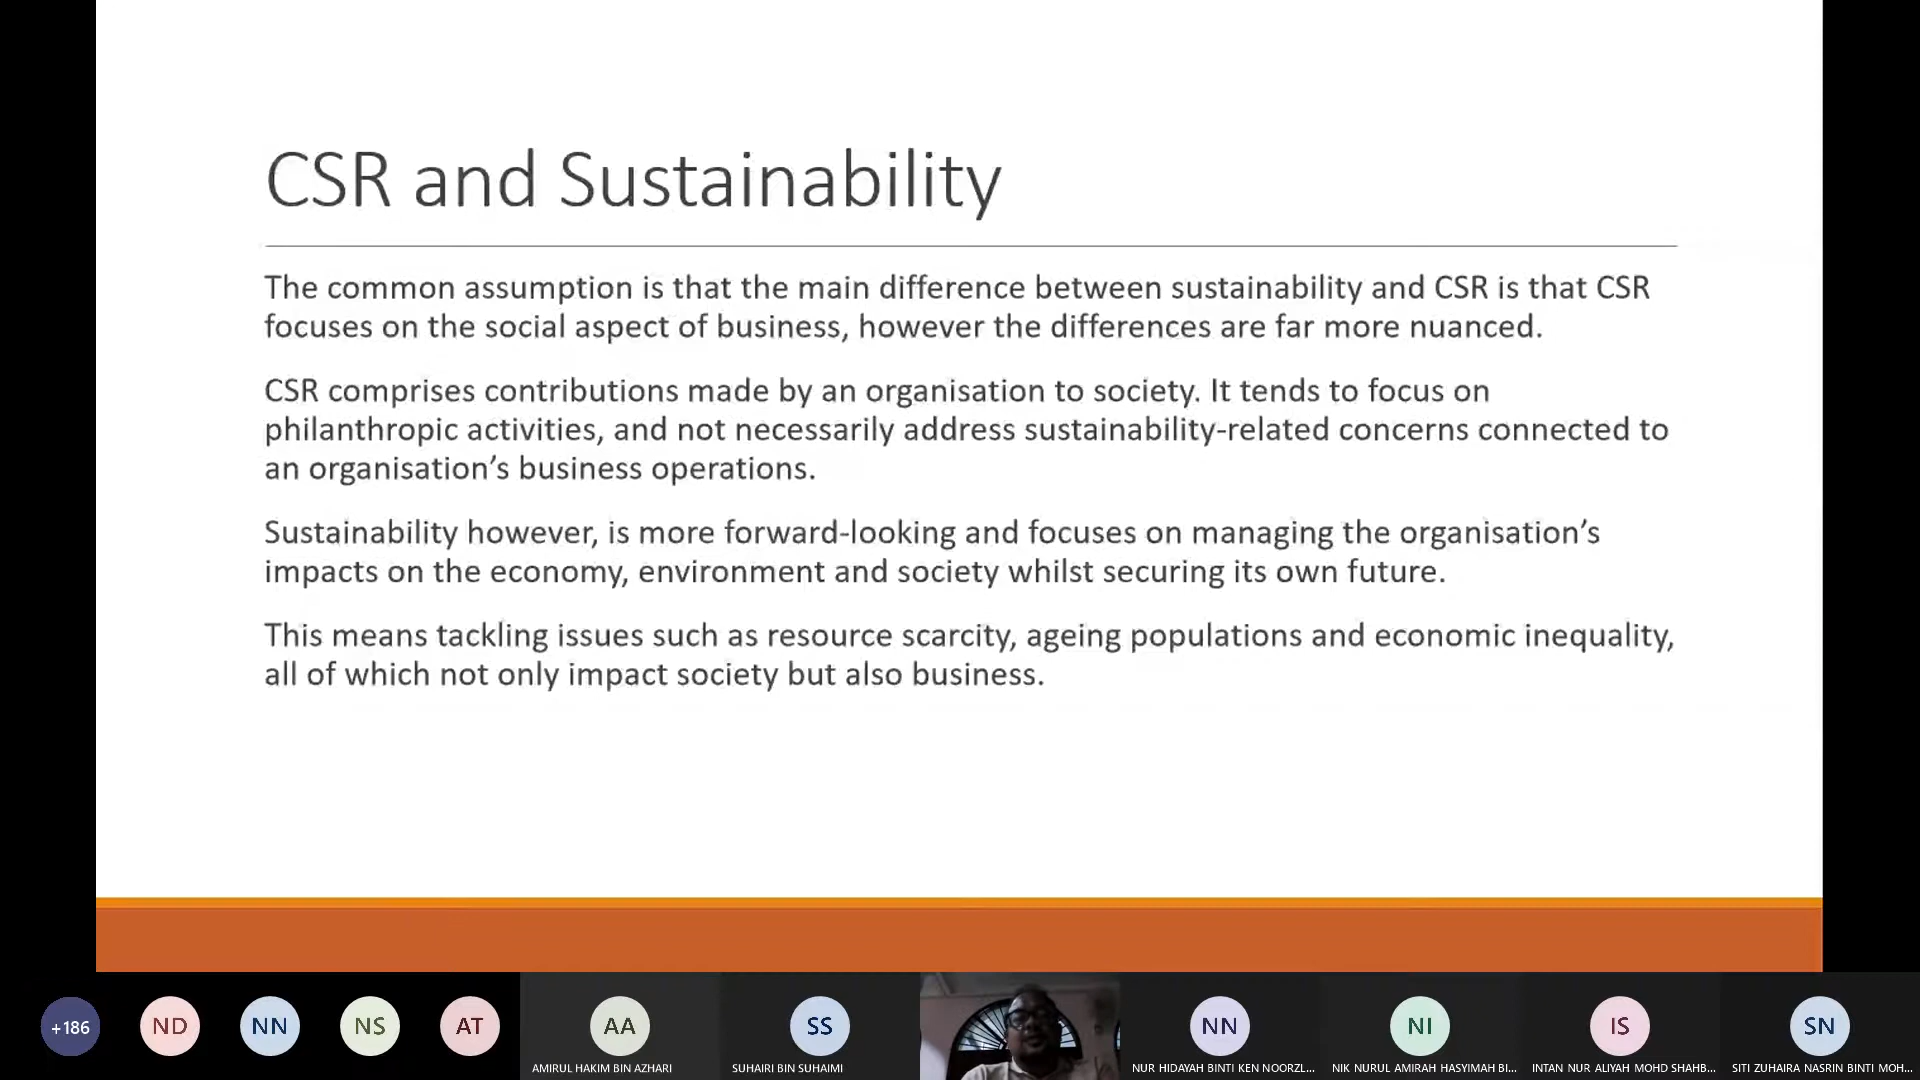 CSR and Sustainability
The common assumption is that the main difference between sustainability and CSR is that CSR
focuses on the social aspect of business, however the differences are far more nuanced.
CSR comprises contributions made by an organisation to society. It tends to focus on
philanthropic activities, and not necessarily address sustainability-related concerns connected to
an organisation’s business operations.
Sustainability however, is more forward-looking and focuses on managing the organisation’s
impacts on the economy, environment and society whilst securing its own future.
This means tackling issues such as resource scarcity, ageing populations and economic inequality,
all of which not only impact society but also business.
+186
ND
NN
NS
AT
AA
SS
NN
NI
IS
SN
AMIRUL HAKIM BIN AZHARI
SUHAIRI BIN SUHAIMI
NUR HIDAYAH BINTI KEN NOORZL...
NIK NURUL AMIRAH HASYIMAH BI...
INTAN NUR ALIYAH MOHD SHAHB...
SITI ZUHAIRA NASRIN BINTI MOH...